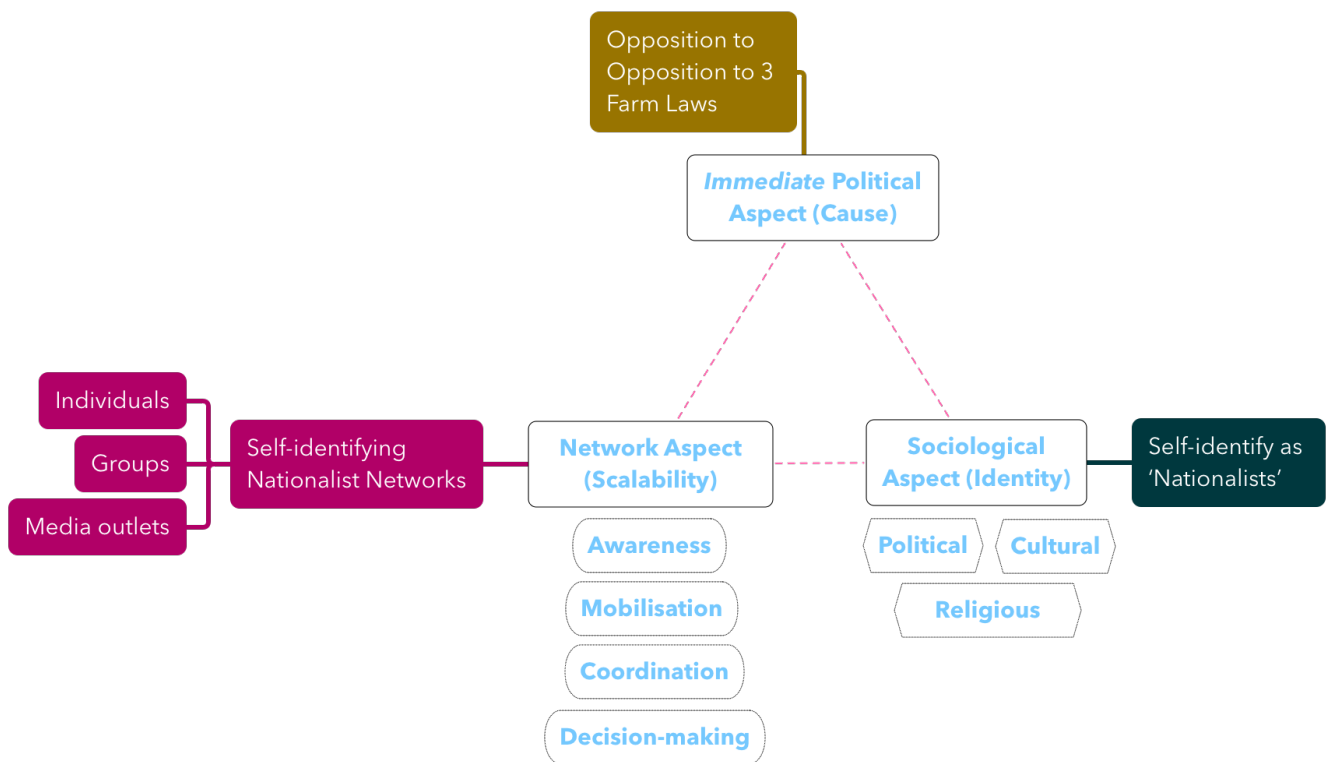 Opposition to
Opposition to 3
Farm Laws
Immediate Political
Aspect (Cause)
Individuals
Groups
Media outlets
Self-identifying
Nationalist Networks
Network Aspect
(Scalability)
Sociological
Aspect (Identity)
Self-identify as
‘Nationalists’
Awareness
Mobilisation
Coordination
Decision-making
Political
Cultural
Religious